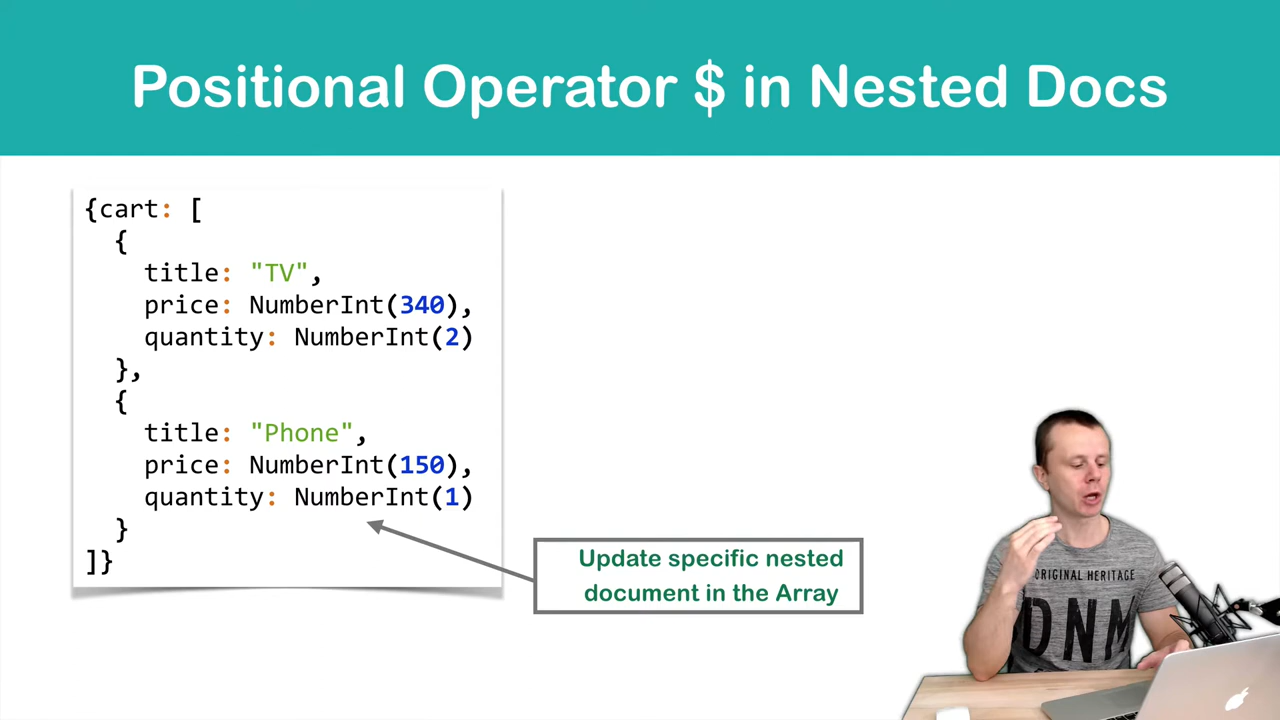 Positional Operator $ in Nested Docs
{cart: [
{
title: "TV",
price: NumberInt(340),
quantity: NumberInt(2)
},
{
title: "Phone",
price: NumberInt(150),
quantity: NumberInt(1)
}
]}
Update specific nested
document in the Array
ORIGINAL HERITAGE
DNM